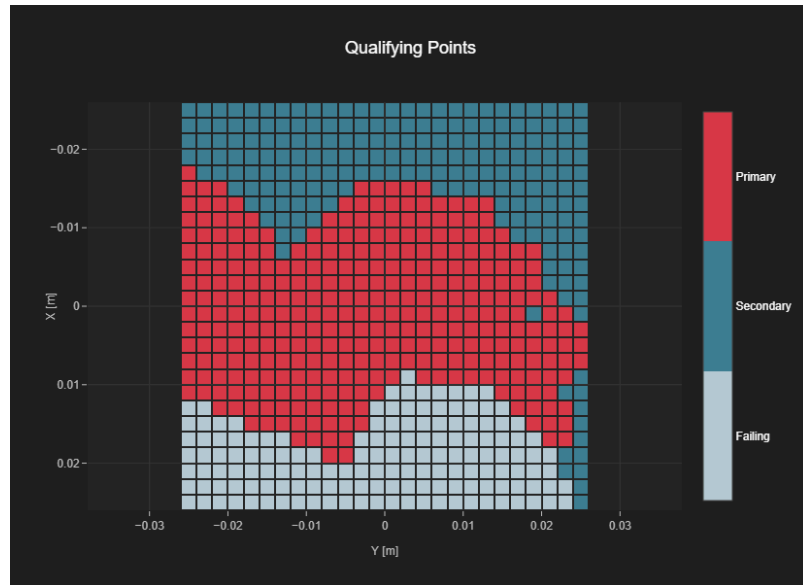 Qualifying Points
Primary
Secondary
Failing
−0.02
−0.01
0
0.01
0.02
X [m]
−0.03
−0.02
−0.01
0
0.01
0.02
0.03
Y [m]